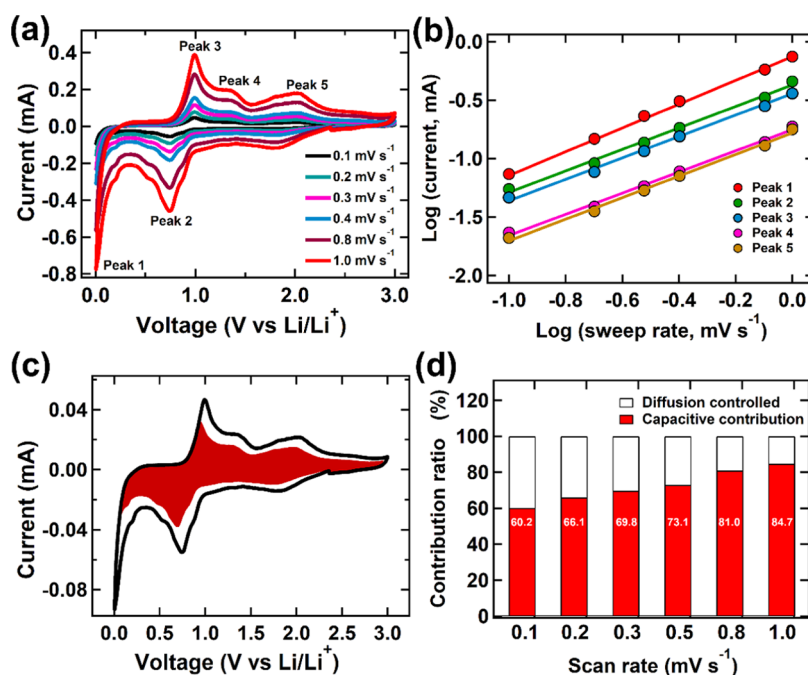 (a)
Current (mA)
0.4
0.2
0.0
-0.2
-0.4
-0.6
-0.8
Peak 3
Peak 4
Peak 5
Peak 2
Peak 1
0.1 mV s⁻¹
0.2 mV s⁻¹
0.3 mV s⁻¹
0.4 mV s⁻¹
0.8 mV s⁻¹
1.0 mV s⁻¹
0.0 1.0 2.0 3.0
Voltage (V vs Li/Li⁺)
(b)
Log (current, mA)
0.0
-0.5
-1.0
-1.5
-2.0
Peak 1
Peak 2
Peak 3
Peak 4
Peak 5
-1.0 -0.8 -0.6 -0.4 -0.2 0.0
Log (sweep rate, mV s⁻¹)
(c)
Current (mA)
0.04
0.00
-0.04
-0.08
0.0 1.0 2.0 3.0
Voltage (V vs Li/Li⁺)
(d)
Contribution ratio (%)
120
100
80
60
40
20
0
Diffusion controlled
Capacitive contribution
60.2 66.1 69.8 73.1 81.0 84.7
0.1 0.2 0.3 0.5 0.8 1.0
Scan rate (mV s⁻¹)